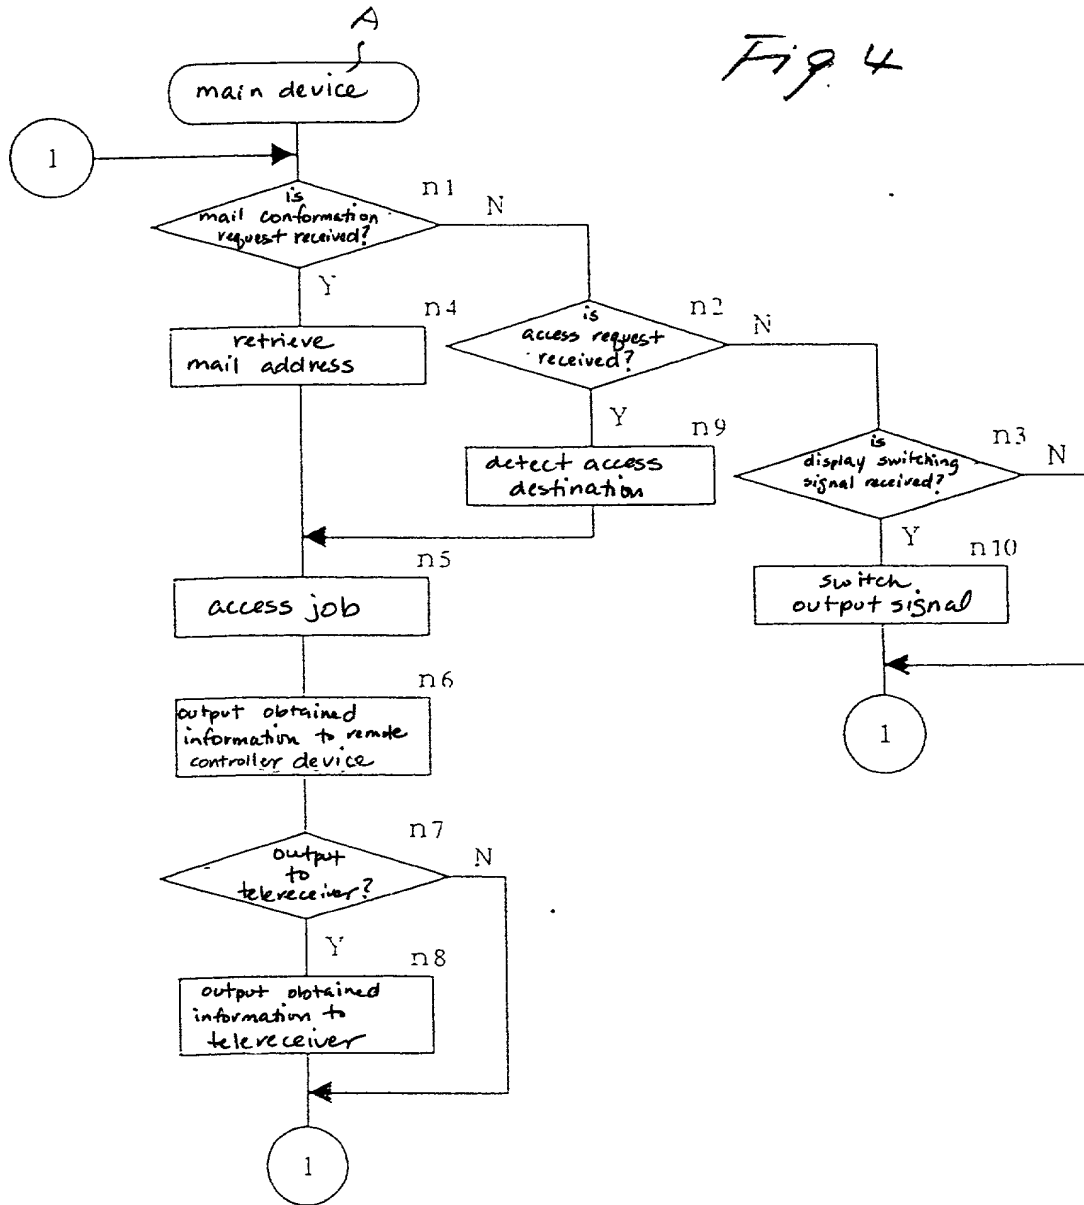 A
Fig. 4
main device
1
n1
is
mail conformation
request received?
N
Y
n4
retrieve
mail address
n2
is
access request
received?
N
Y
n9
detect access
destination
n3
is
display switching
signal received?
N
Y
n10
switch
output signal
1
n5
access job
n6
output obtained
information to remote
controller device
n7
output
to
telereceiver?
N
Y
n8
output obtained
information to
telereceiver
1